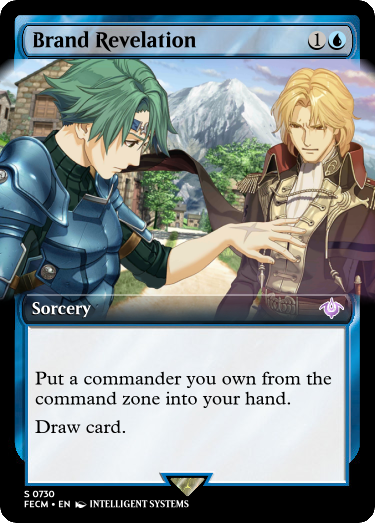 Brand Revelation 1
Sorcery
Put a commander you own from the
command zone into your hand.
Draw card.
S 0730
FECM • EN INTELLIGENT SYSTEMS